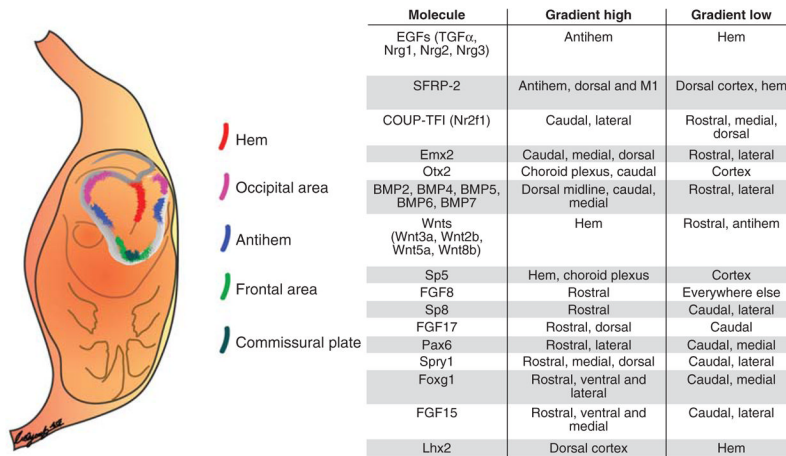 Hem
Occipital area
Antihem
Frontal area
Commissural plate
Molecule Gradient high Gradient low
EGFs (TGFα, Antihem Hem
Nrg1, Nrg2, Nrg3)
SFRP-2 Antihem, dorsal and M1 Dorsal cortex, hem
COUP-TFI (Nr2f1) Caudal, lateral Rostral, medial,
dorsal
Emx2 Caudal, medial, dorsal Rostral, lateral
Otx2 Choroid plexus, caudal Cortex
BMP2, BMP4, BMP5, Dorsal midline, caudal, Rostral, lateral
BMP6, BMP7 medial
Wnts Hem Rostral, antihem
(Wnt3a, Wnt2b,
Wnt5a, Wnt8b)
Sp5 Hem, choroid plexus Cortex
FGF8 Rostral Everywhere else
Sp8 Rostral Caudal, lateral
FGF17 Rostral, dorsal Caudal
Pax6 Rostral, lateral Caudal, medial
Spry1 Rostral, medial, dorsal Caudal, lateral
Foxg1 Rostral, ventral and Caudal, medial
lateral
FGF15 Rostral, ventral and Caudal, lateral
medial
Lhx2 Dorsal cortex Hem